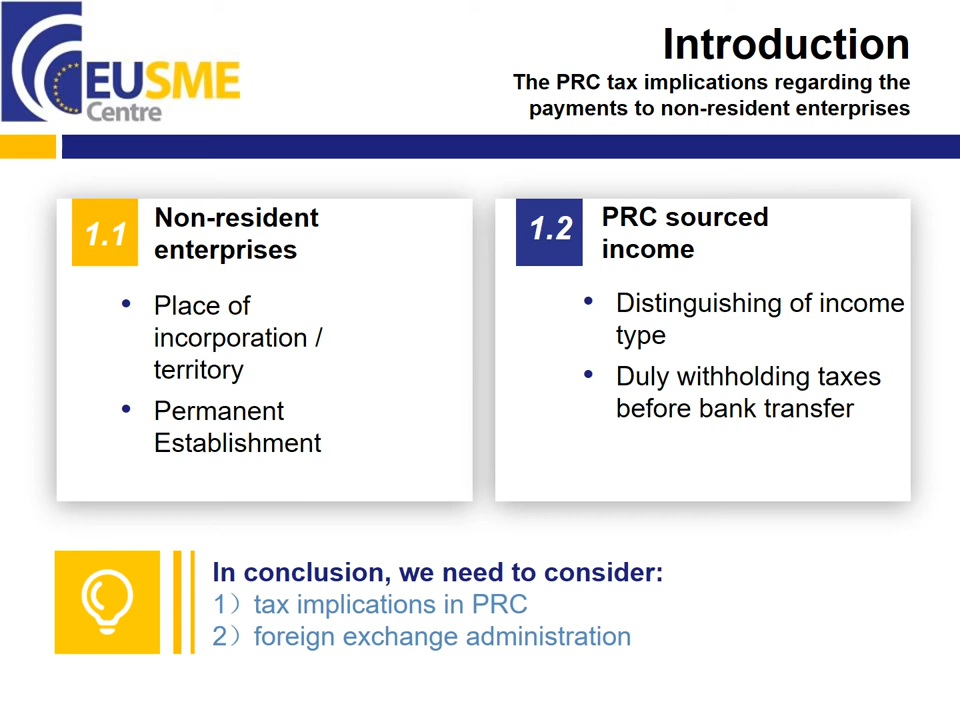 EUSME
Centre
Introduction
The PRC tax implications regarding the
payments to non-resident enterprises
1.1
Non-resident
enterprises
• Place of
incorporation /
territory
• Permanent
Establishment
1.2
PRC sourced
income
• Distinguishing of income
type
• Duly withholding taxes
before bank transfer
In conclusion, we need to consider:
1）tax implications in PRC
2）foreign exchange administration